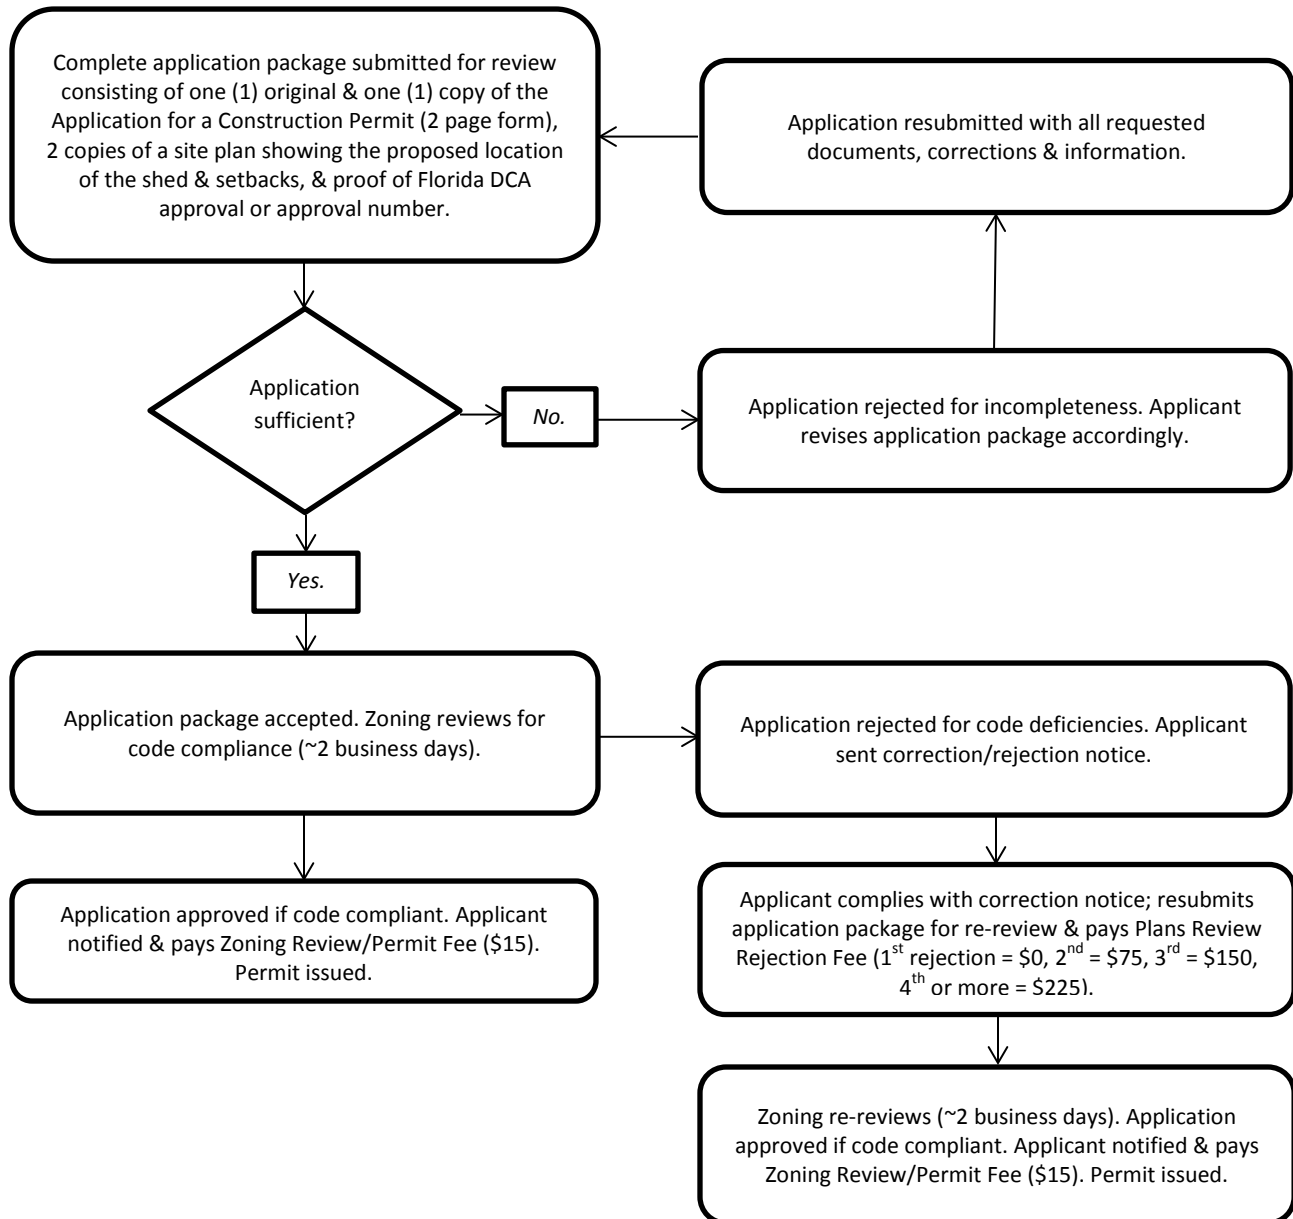 Complete application package submitted for review
consisting of one (1) original & one (1) copy of the
Application for a Construction Permit (2 page form),
2 copies of a site plan showing the proposed location
of the shed & setbacks, & proof of Florida DCA
approval or approval number.
Application resubmitted with all requested
documents, corrections & information.
Application
sufficient?
No.
Application rejected for incompleteness. Applicant
revises application package accordingly.
Yes.
Application package accepted. Zoning reviews for
code compliance (~2 business days).
Application rejected for code deficiencies. Applicant
sent correction/rejection notice.
Application approved if code compliant. Applicant
notified & pays Zoning Review/Permit Fee ($15).
Permit issued.
Applicant complies with correction notice; resubmits
application package for re-review & pays Plans Review
Rejection Fee (1st rejection = $0, 2nd = $75, 3rd = $150,
4th or more = $225).
Zoning re-reviews (~2 business days). Application
approved if code compliant. Applicant notified & pays
Zoning Review/Permit Fee ($15). Permit issued.